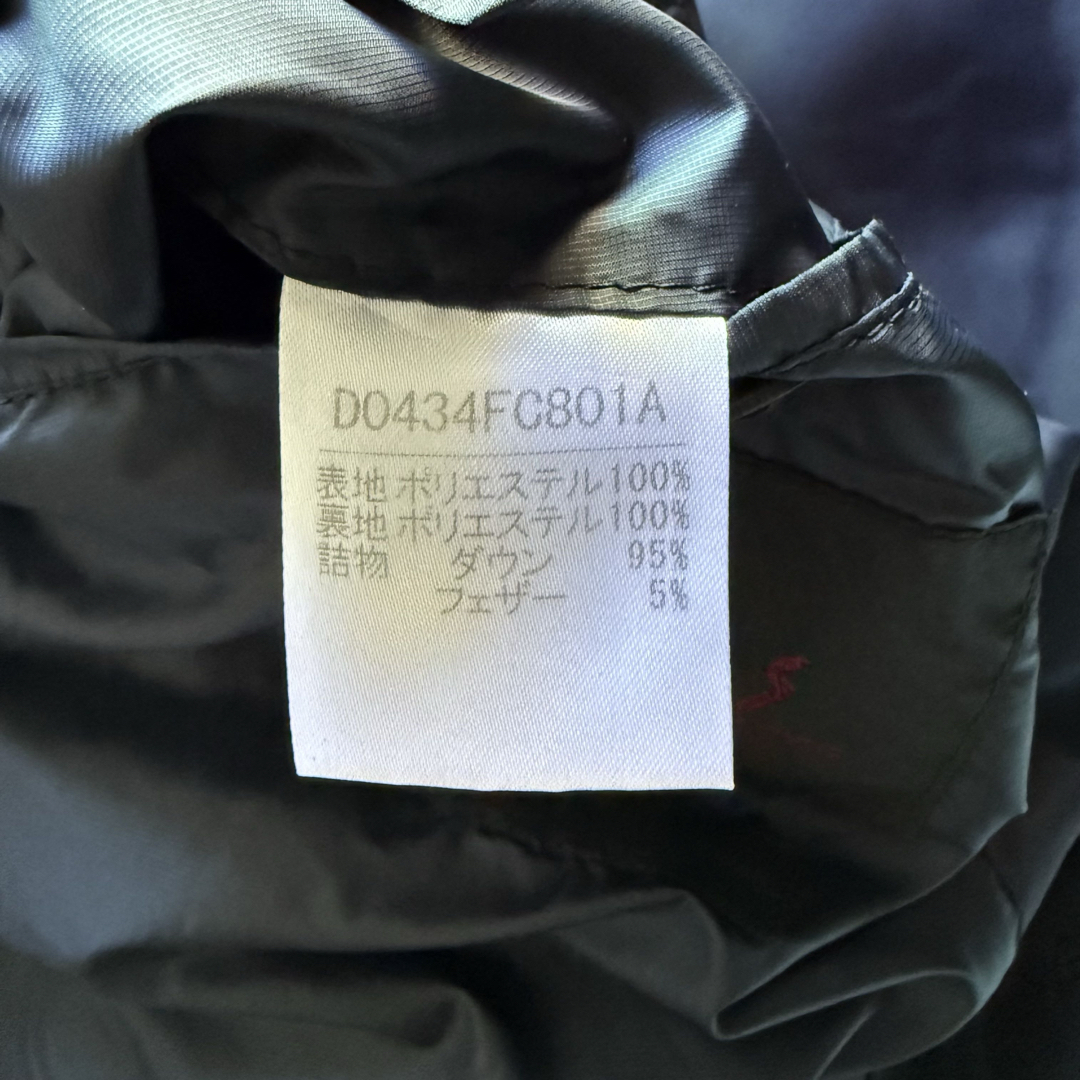 D0434FC801A
表地 ポリエステル100%
裏地 ポリエステル100%
詰物 ダウン 95%
フェザー 5%